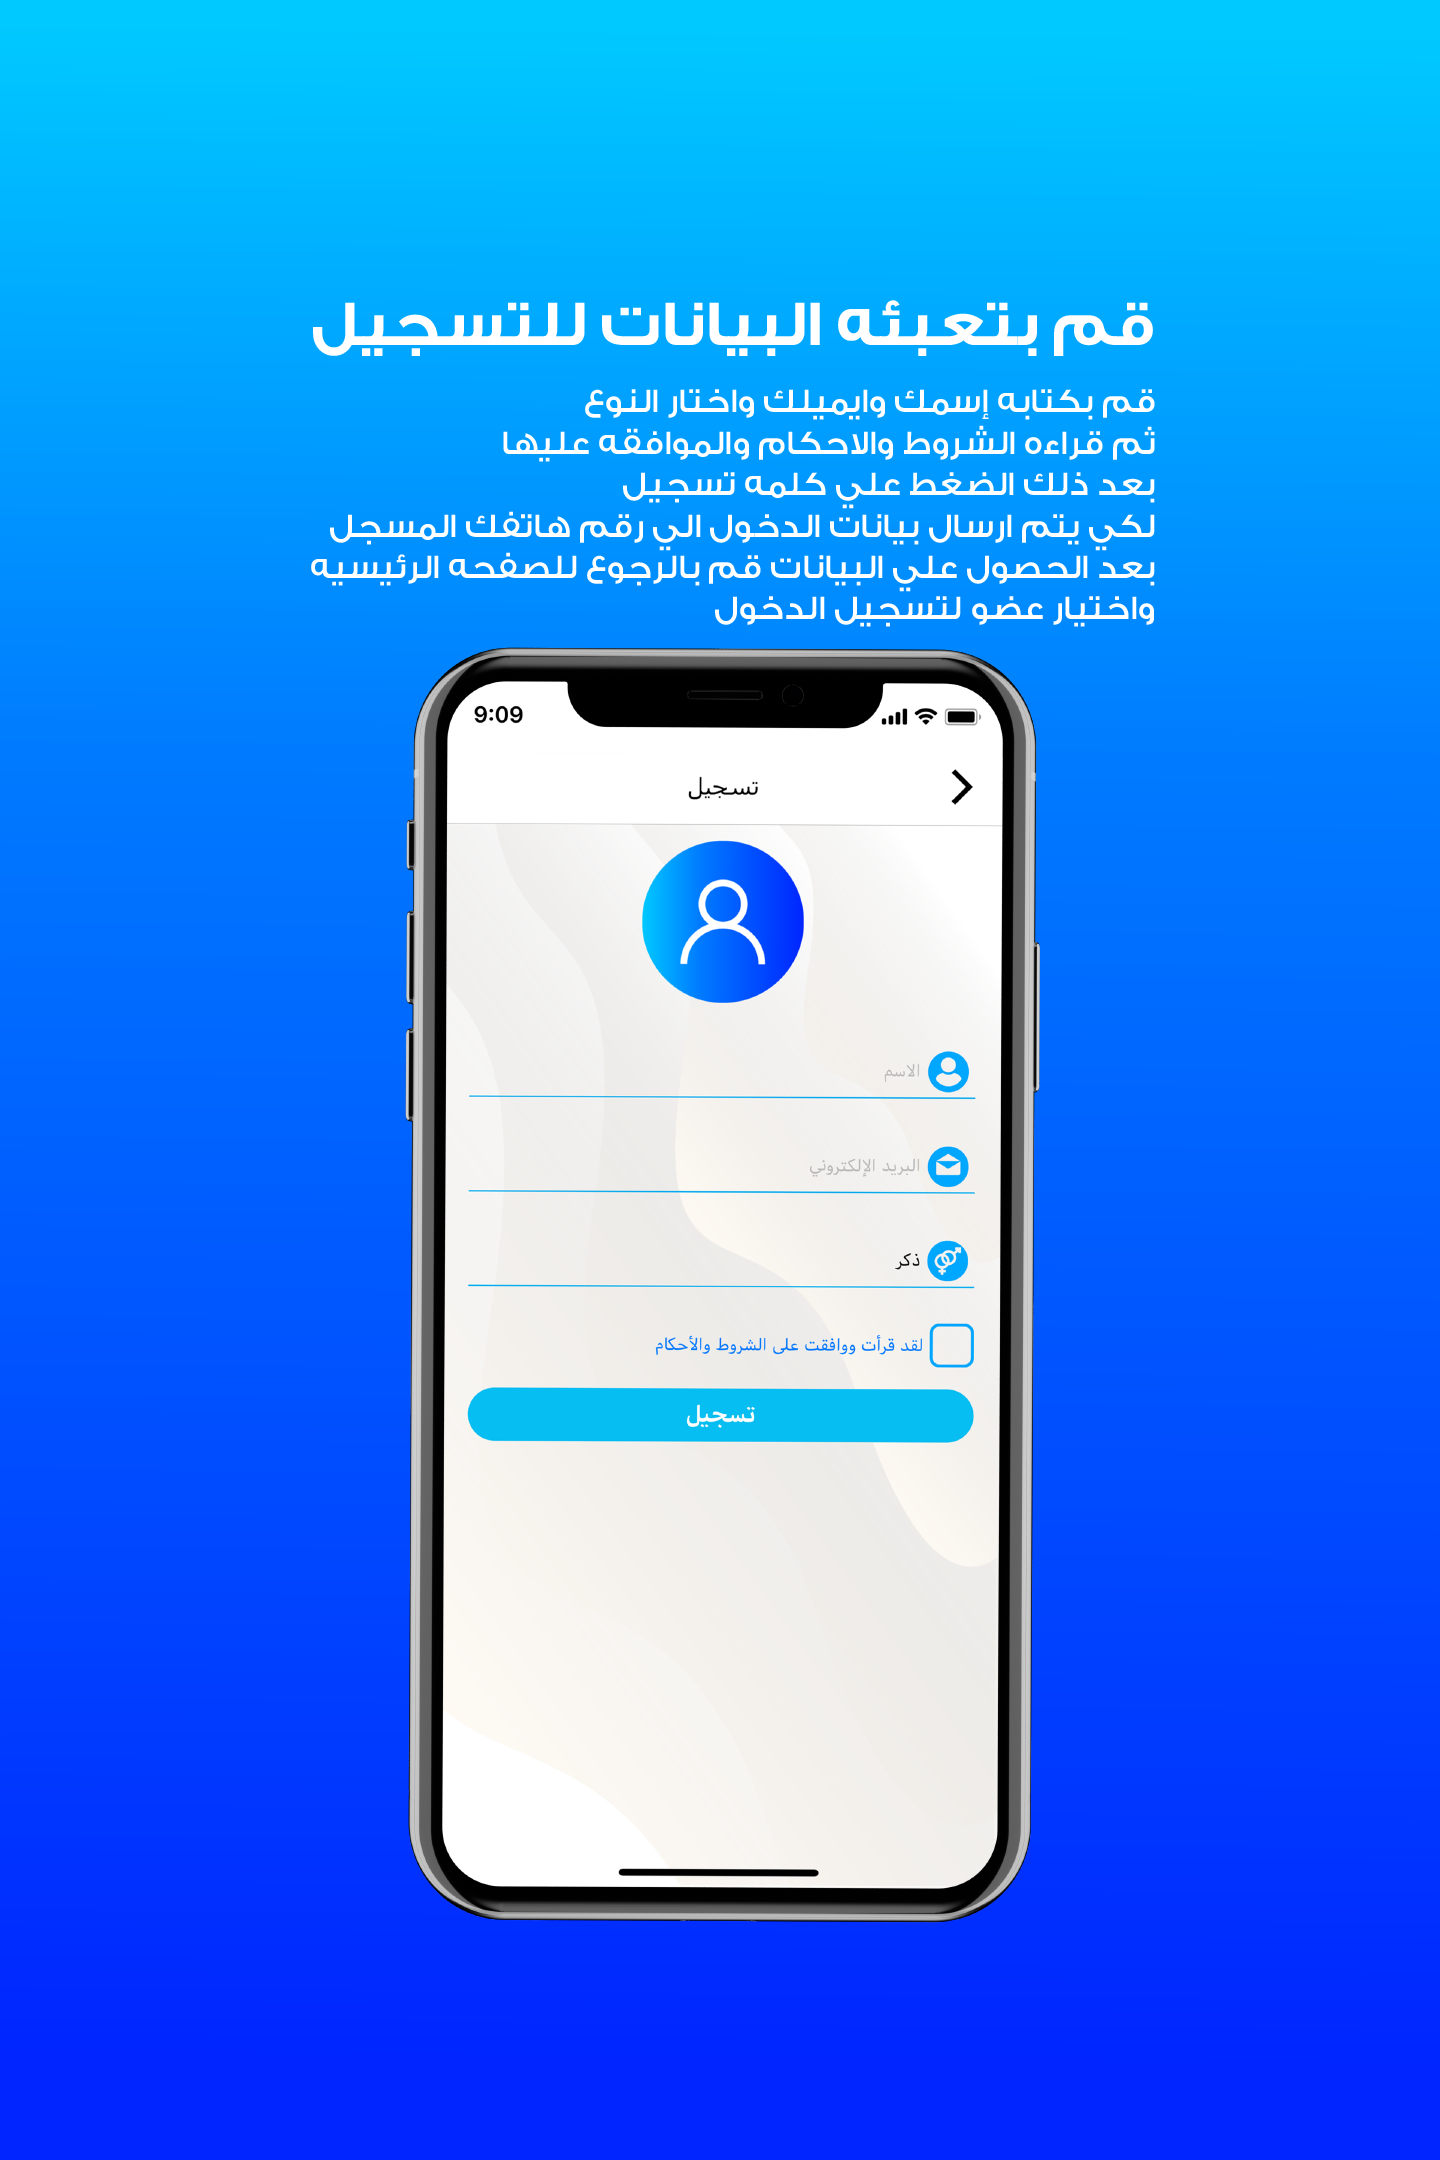 قم بتعبئه البيانات للتسجيل
قم بكتابه إسمك وايميلك واختار النوع
ثم قراءه الشروط والاحكام والموافقه عليها
بعد ذلك الضغط علي كلمه تسجيل
لكي يتم ارسال بيانات الدخول الي رقم هاتفك المسجل
بعد الحصول علي البيانات قم بالرجوع للصفحه الرئيسيه
واختيار عضو لتسجيل الدخول
9:09
تسجيل
الاسم
البريد الإلكتروني
ذكر
لقد قرأت ووافقت على الشروط والأحكام
تسجيل